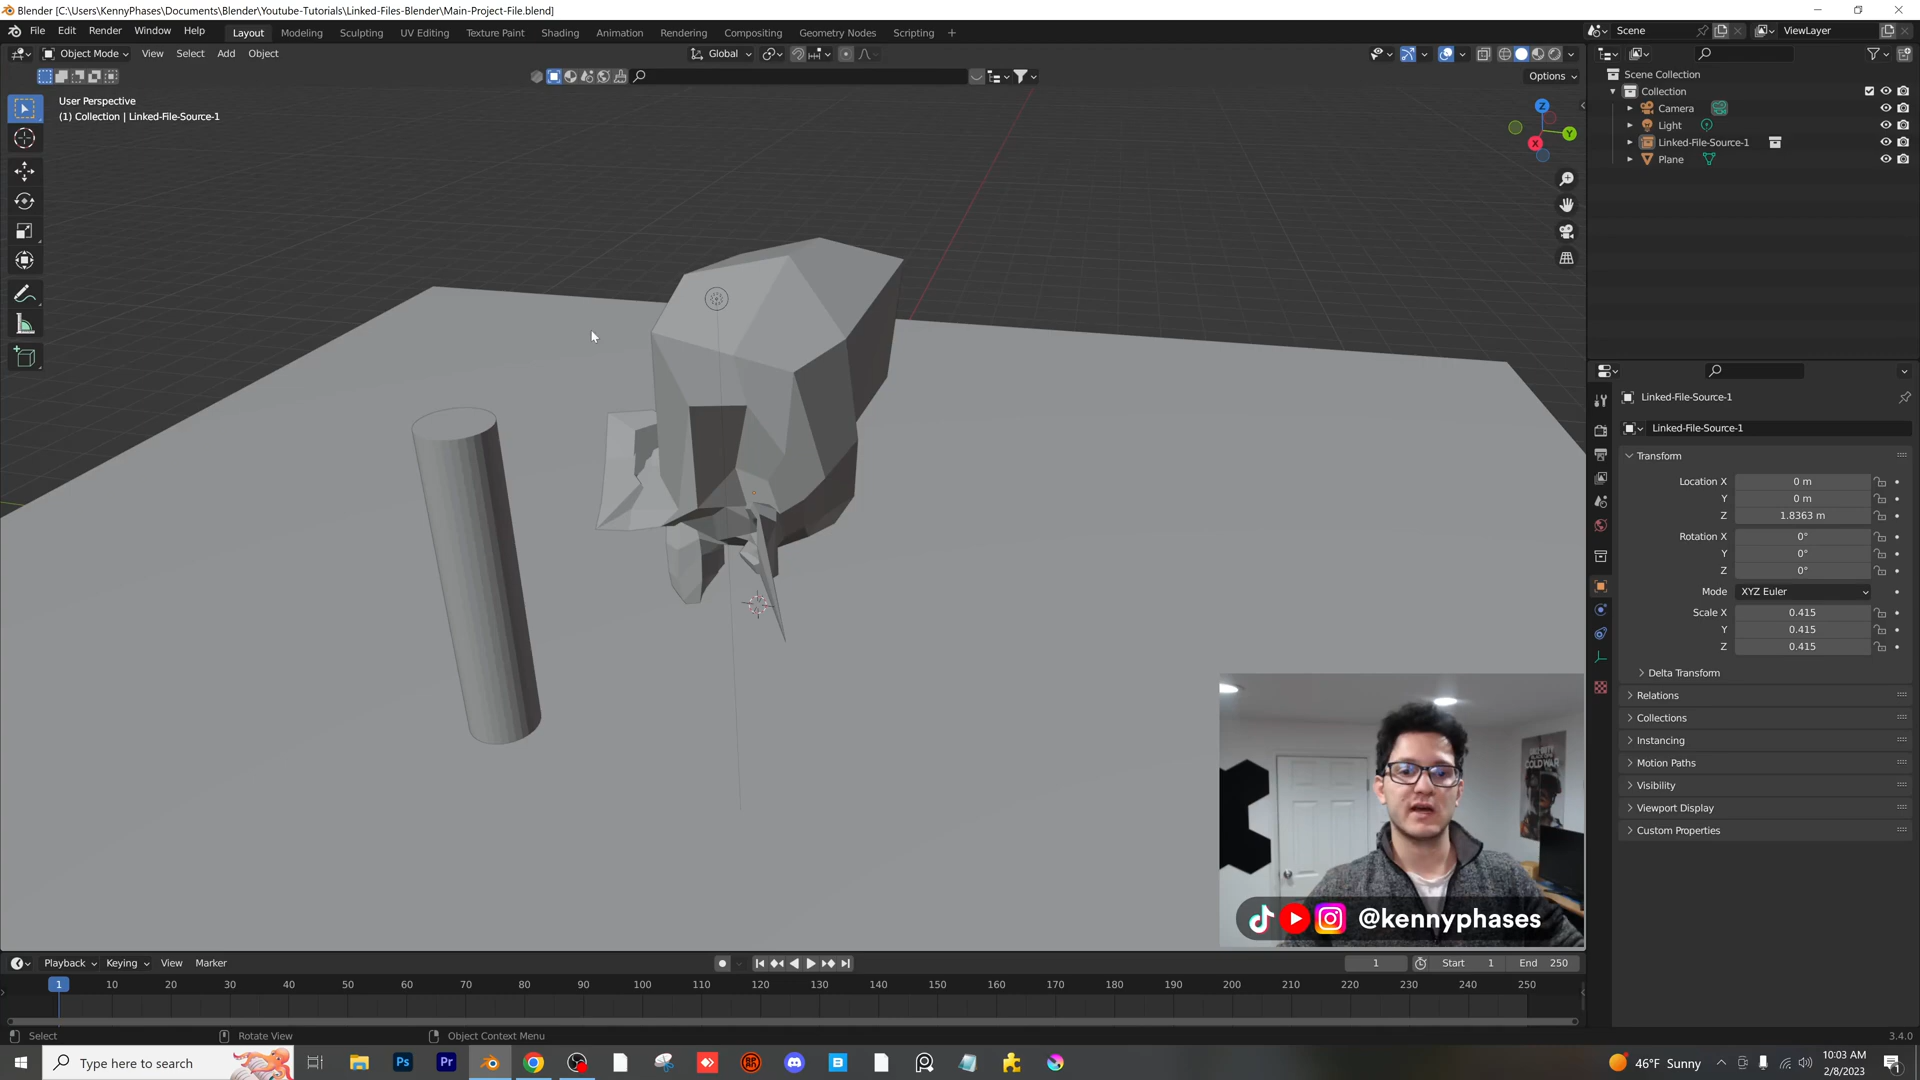 Blender [C:\Users\KennyPhases\Documents\Blender\Youtube-Tutorials\Linked-Files-Blender\Main-Project-File.blend]
File Edit Render Window Help Layout Modeling Sculpting UV Editing Texture Paint Shading Animation Rendering Compositing Geometry Nodes Scripting + Scene ViewLayer
Object Mode View Select Add Object Global
Options
User Perspective
(1) Collection | Linked-File-Source-1
Z
Y
X
Scene Collection
Collection
Camera
Light
Linked-File-Source-1
Plane
Linked-File-Source-1
Linked-File-Source-1
Transform
Location X 0 m
Y 0 m
Z 1.8363 m
Rotation X 0°
Y 0°
Z 0°
Mode XYZ Euler
Scale X 0.415
Y 0.415
Z 0.415
Delta Transform
Relations
Collections
Instancing
Motion Paths
Visibility
Viewport Display
Custom Properties
COLD WAR
@kennyphases
Playback Keying View Marker 1 Start 1 End 250
1 10 20 30 40 50 60 70 80 90 100 110 120 130 140 150 160 170 180 190 200 210 220 230 240 250
Select Rotate View Object Context Menu 3.4.0
Type here to search Ps Pr 46°F Sunny 10:03 AM
2/8/2023
1